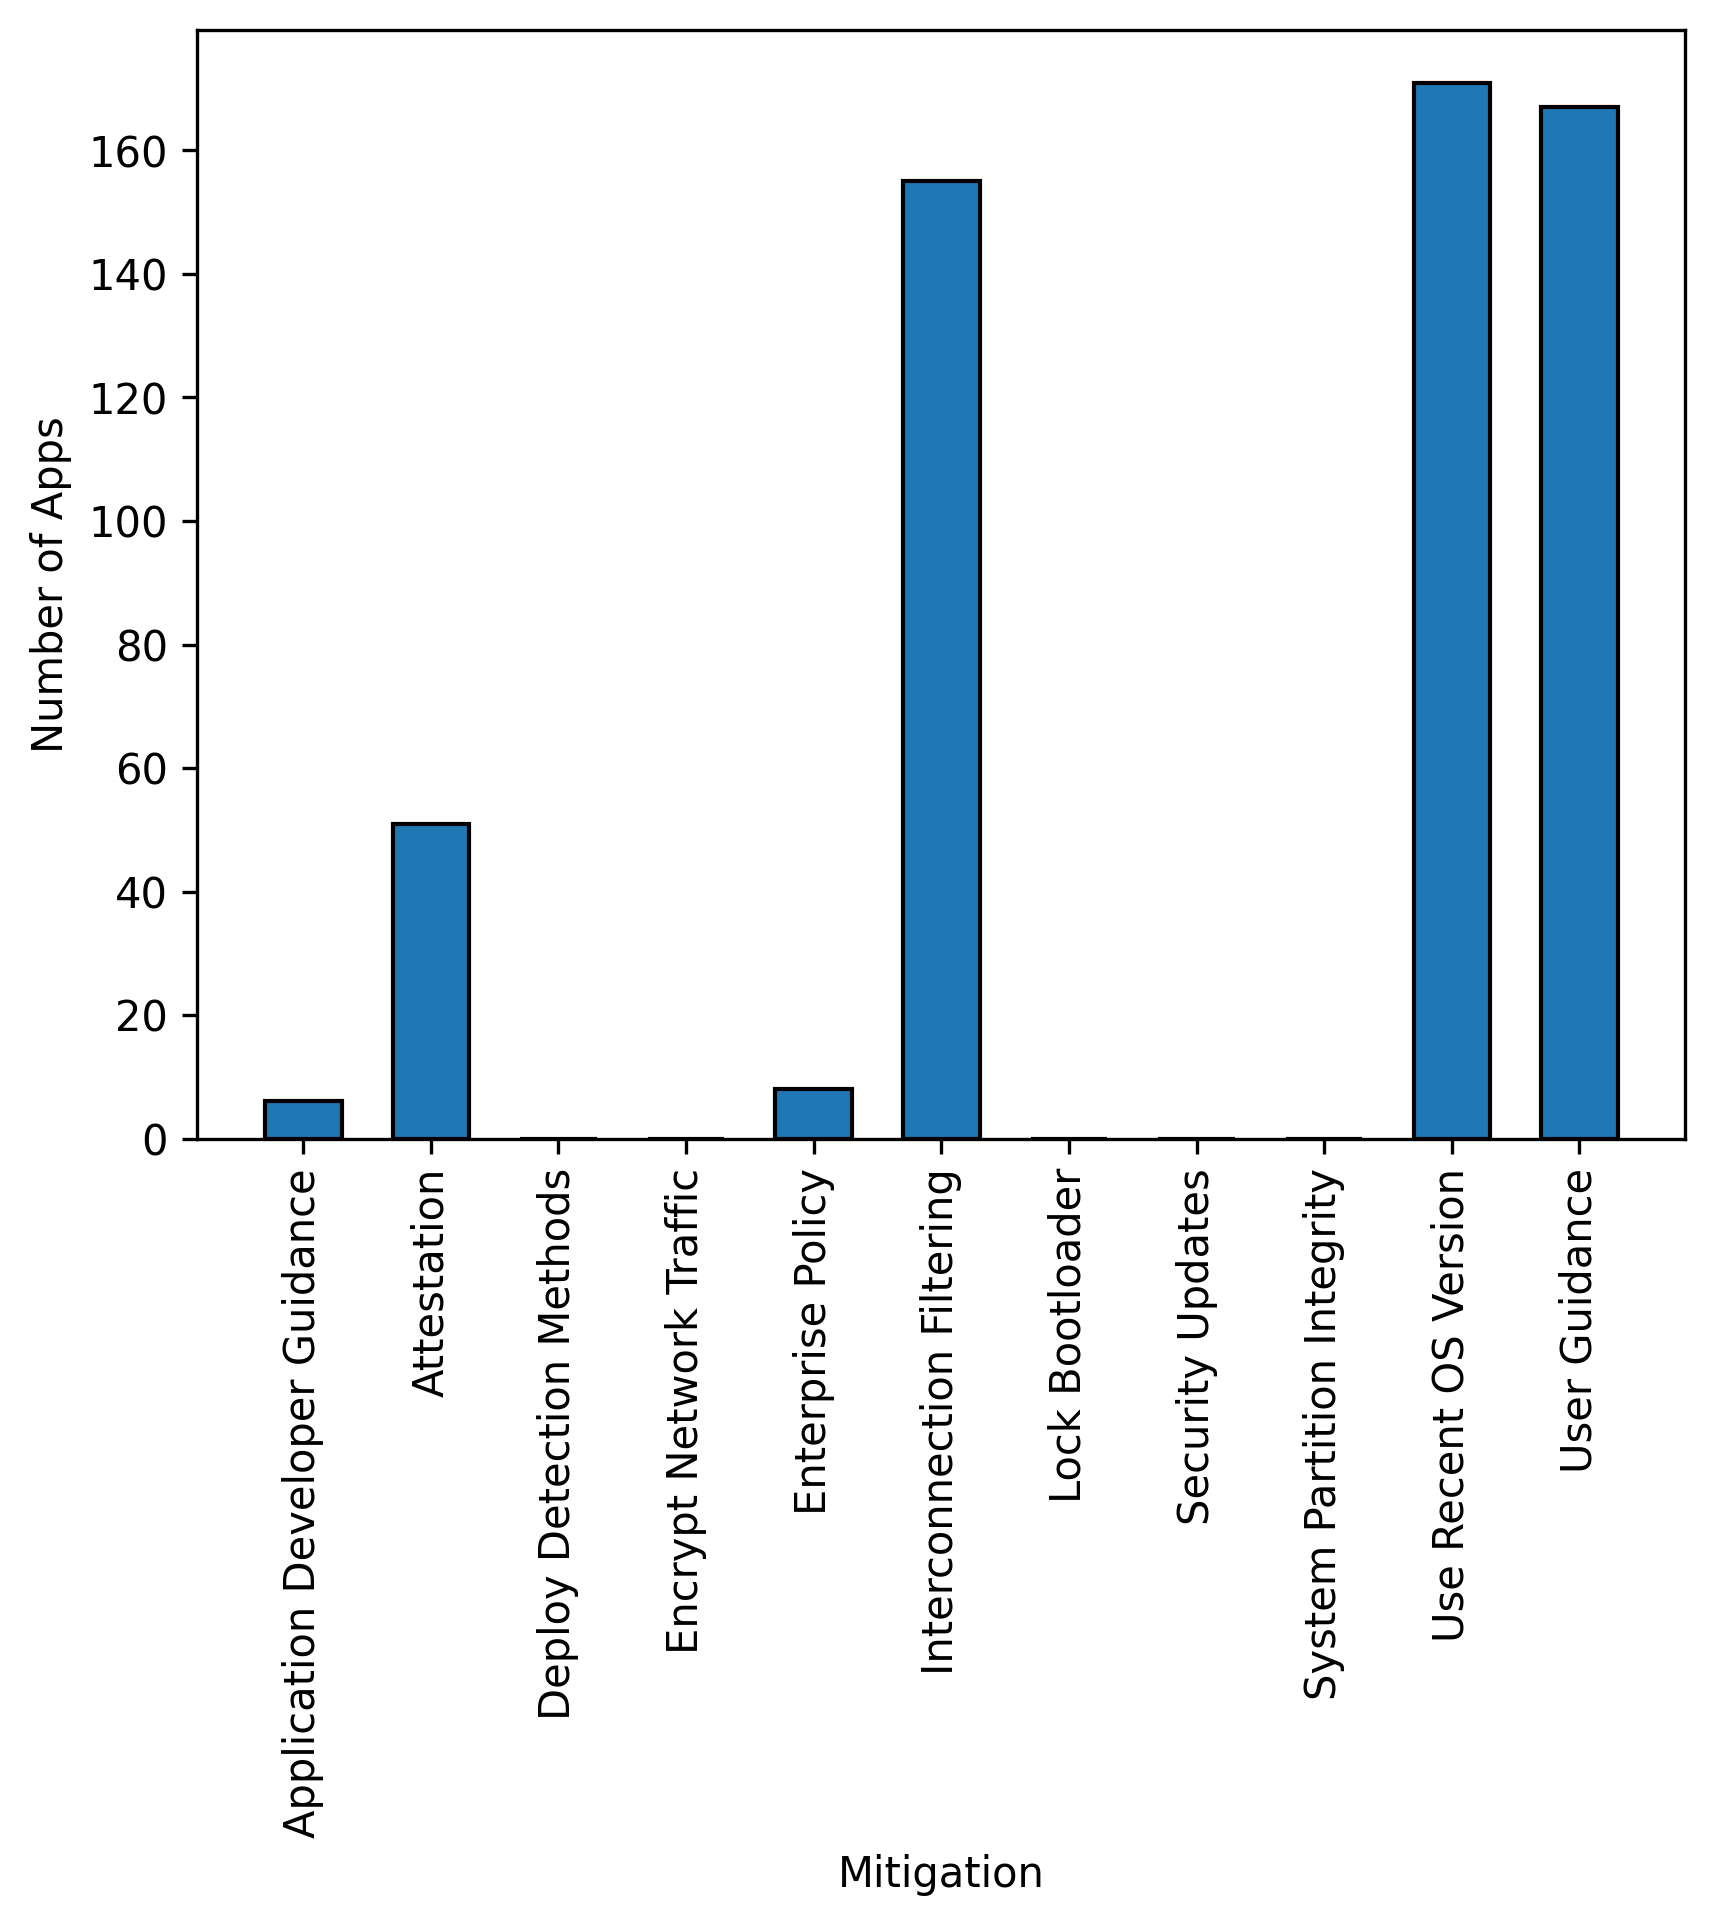 Number of Apps
160
140
120
100
80
60
40
20
0
Application Developer Guidance
Attestation
Deploy Detection Methods
Encrypt Network Traffic
Enterprise Policy
Interconnection Filtering
Lock Bootloader
Security Updates
System Partition Integrity
Use Recent OS Version
User Guidance
Mitigation